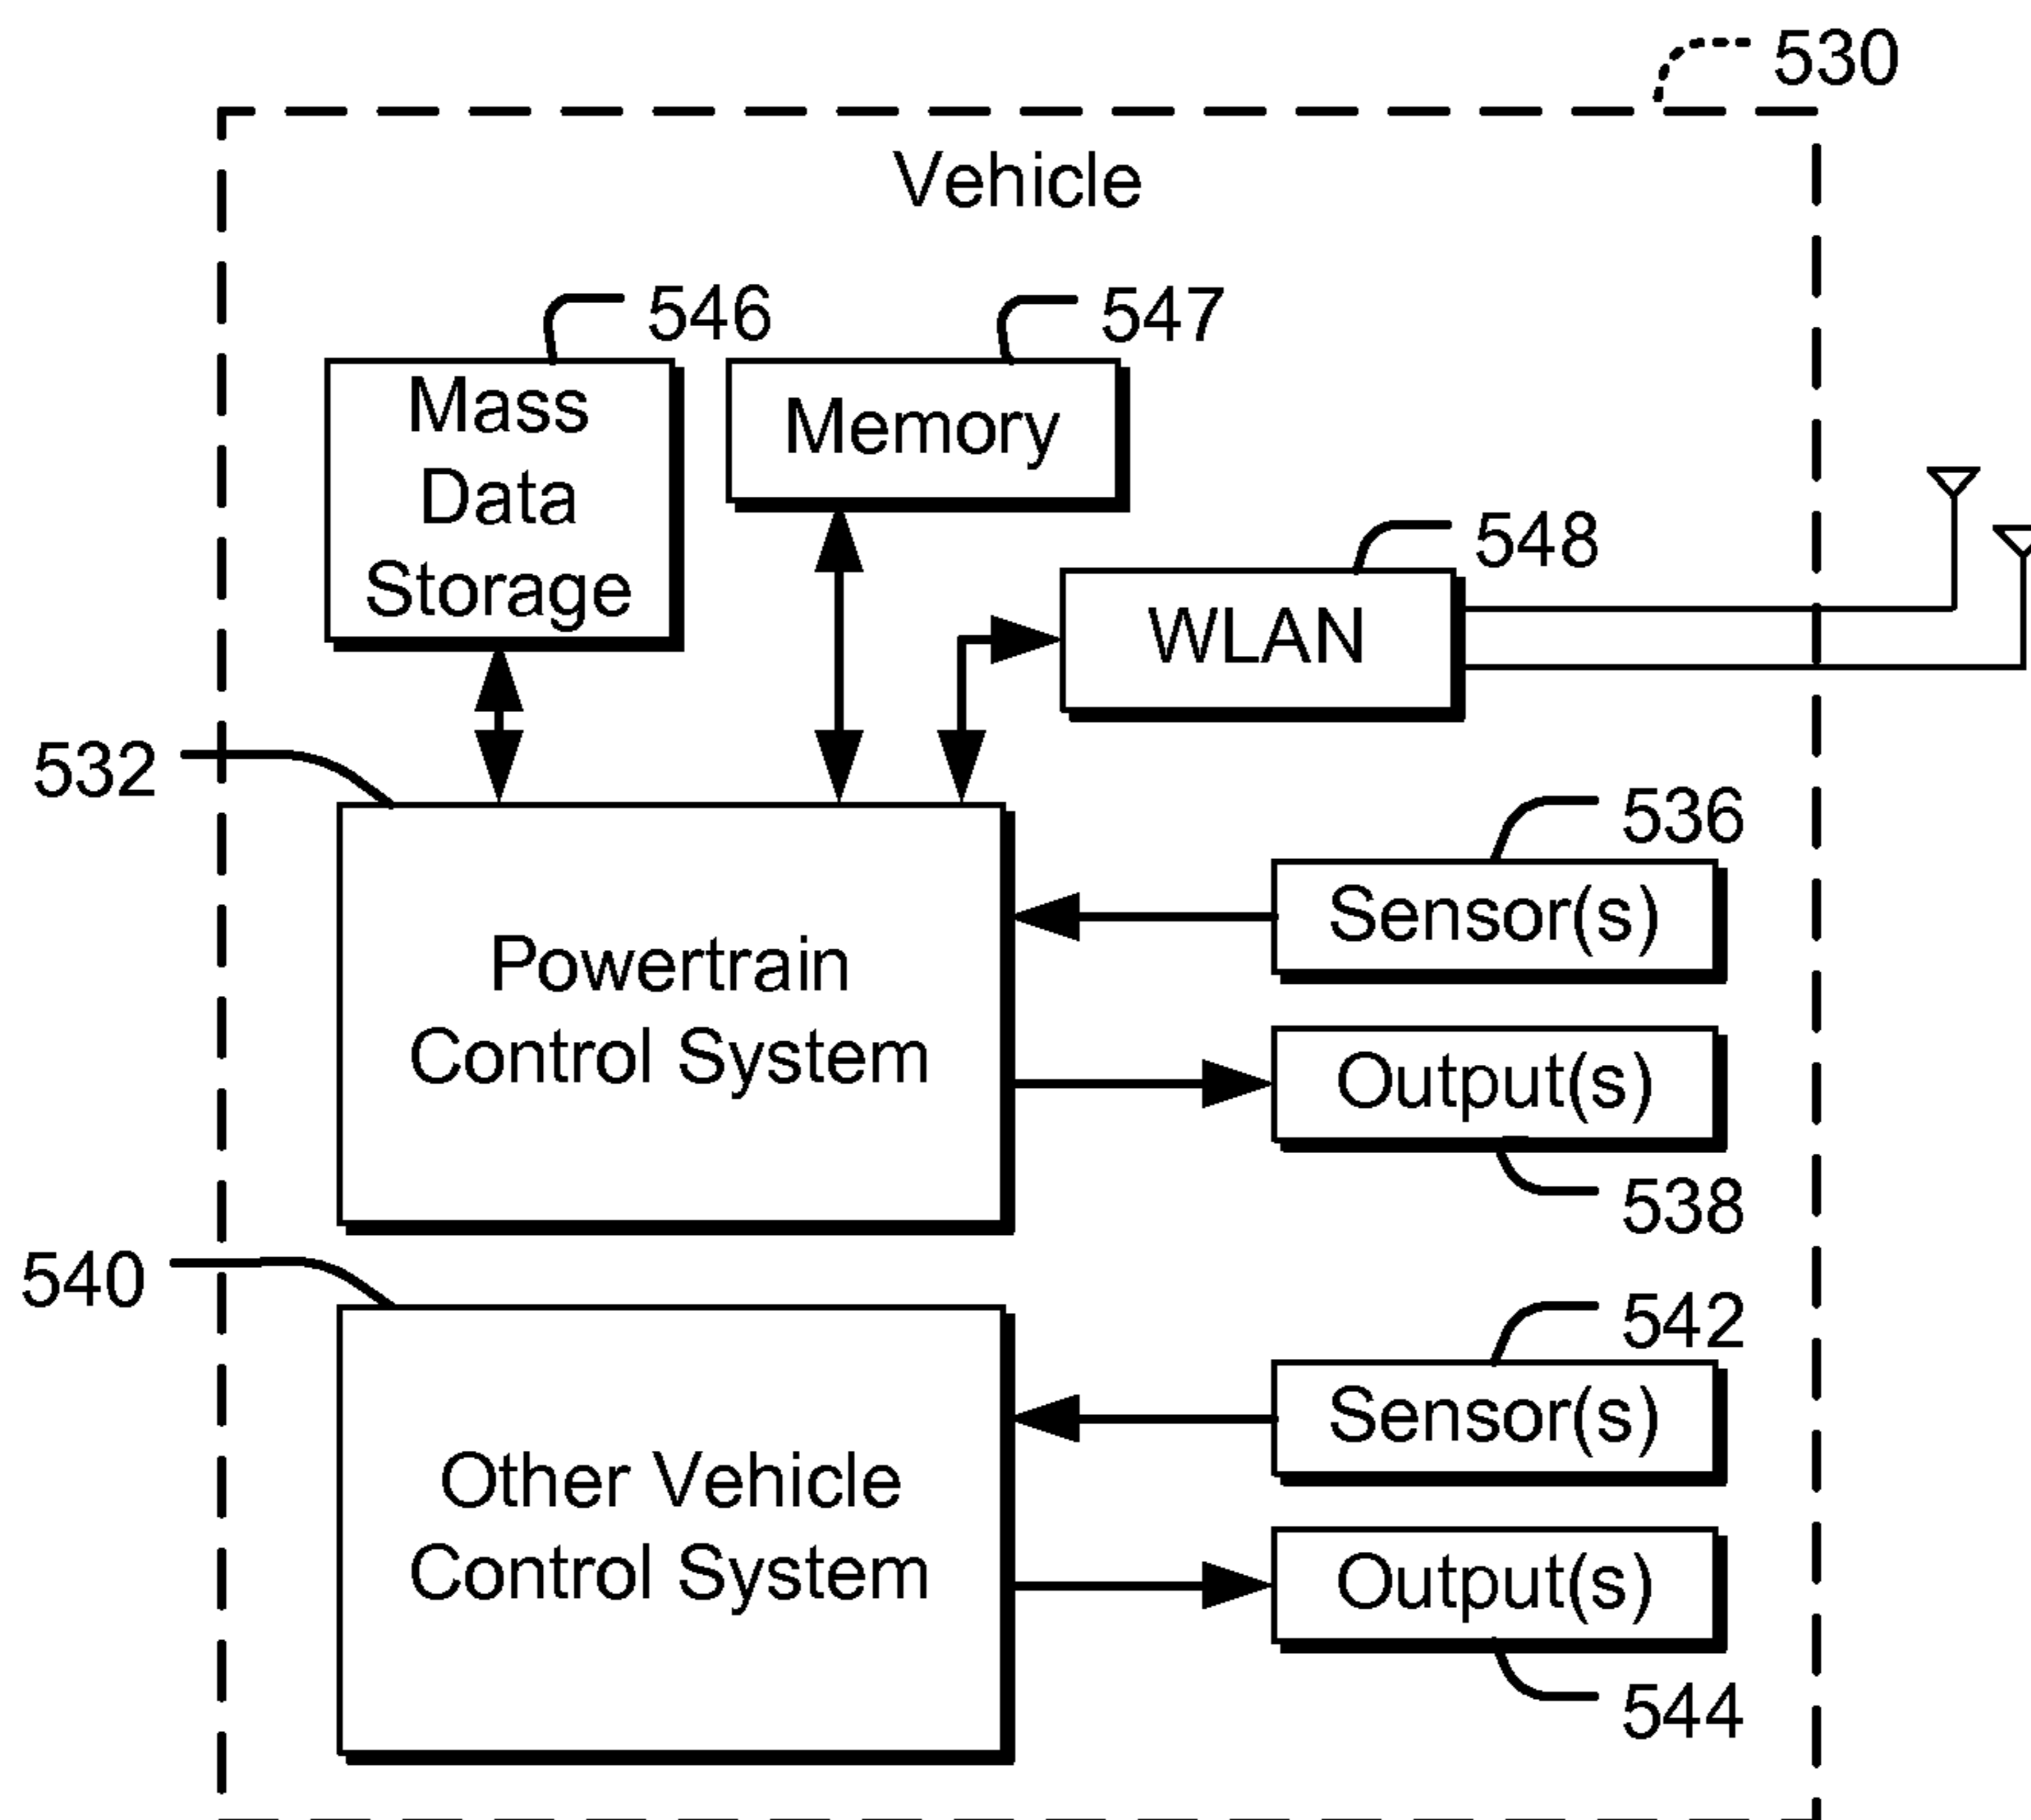 530
Vehicle
546
547
Mass
Data
Storage
Memory
548
WLAN
532
536
Sensor(s)
Powertrain
Control System
Output(s)
538
540
542
Sensor(s)
Other Vehicle
Control System
Output(s)
544